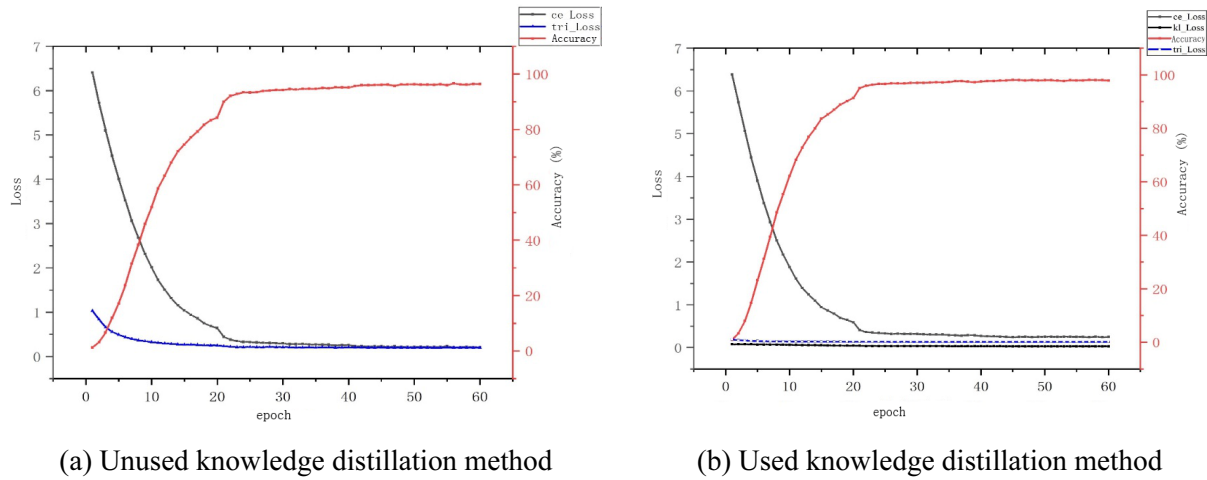 ce Loss
tri_Loss
Accuracy
7
6
5
4
3
2
1
0
Loss
100
80
60
40
20
0
Accuracy (%)
0 10 20 30 40 50 60
epoch
(a) Unused knowledge distillation method
ce_Loss
kl_Loss
Accuracy
tri_Loss
7
6
5
4
3
2
1
0
Loss
100
80
60
40
20
0
Accuracy (%)
0 10 20 30 40 50 60
epoch
(b) Used knowledge distillation method